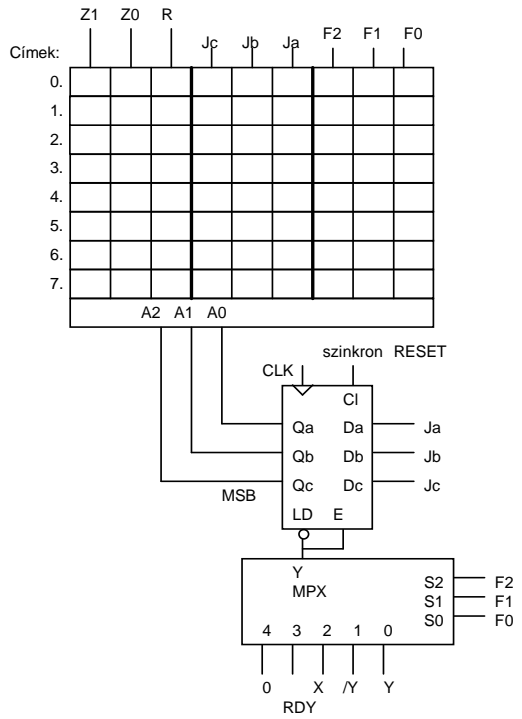 Z1 Z0 R Jc Jb Ja F2 F1 F0
Címek:
0.
1.
2.
3.
4.
5.
6.
7.
A2 A1 A0
szinkron RESET
CLK
Cl
Qa Da Ja
Qb Db Jb
Qc Dc Jc
MSB
LD E
Y
MPX
S2 F2
S1 F1
S0 F0
4 3 2 1 0
0 X /Y Y
RDY